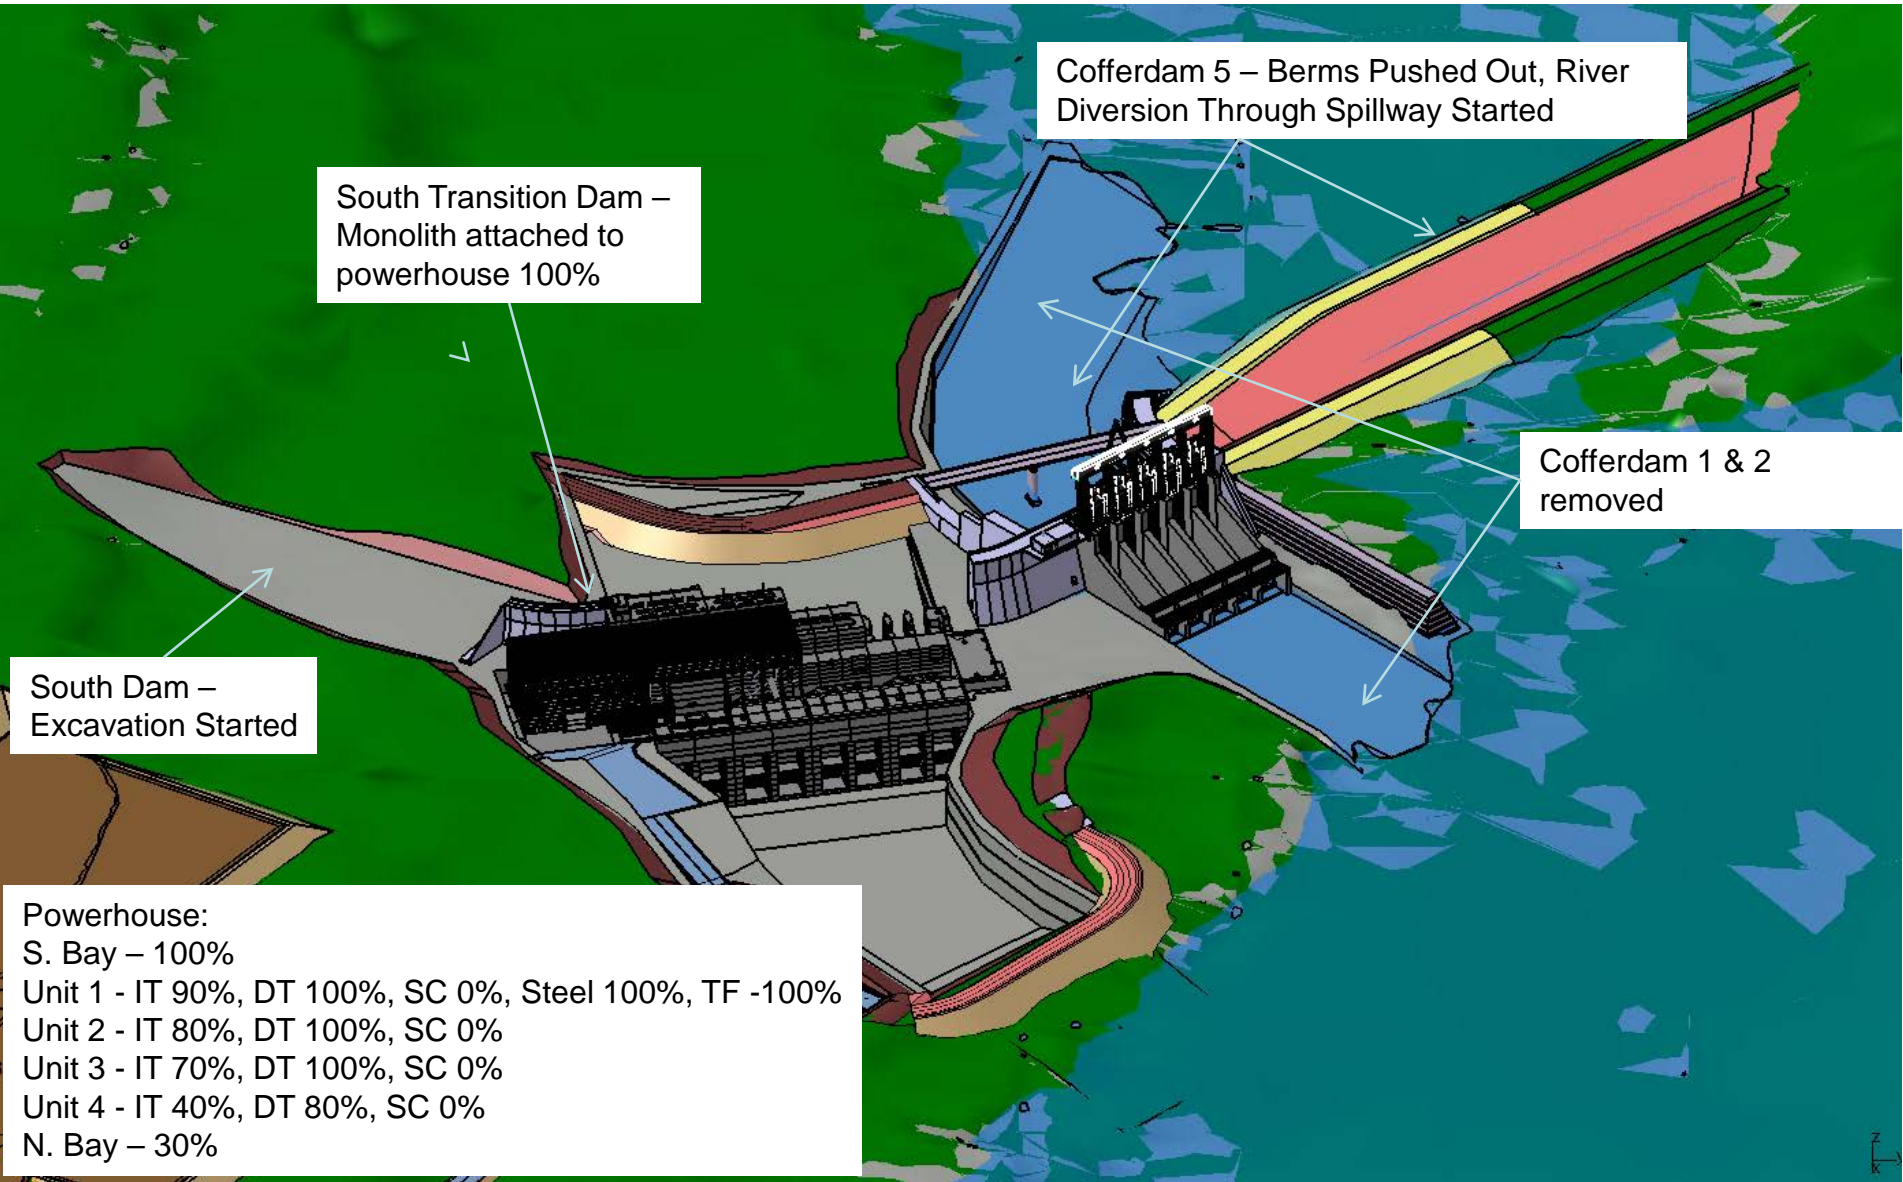 Cofferdam 5 – Berms Pushed Out, River
Diversion Through Spillway Started
South Transition Dam –
Monolith attached to
powerhouse 100%
Cofferdam 1 & 2
removed
South Dam –
Excavation Started
Powerhouse:
S. Bay – 100%
Unit 1 - IT 90%, DT 100%, SC 0%, Steel 100%, TF -100%
Unit 2 - IT 80%, DT 100%, SC 0%
Unit 3 - IT 70%, DT 100%, SC 0%
Unit 4 - IT 40%, DT 80%, SC 0%
N. Bay – 30%
z
x y